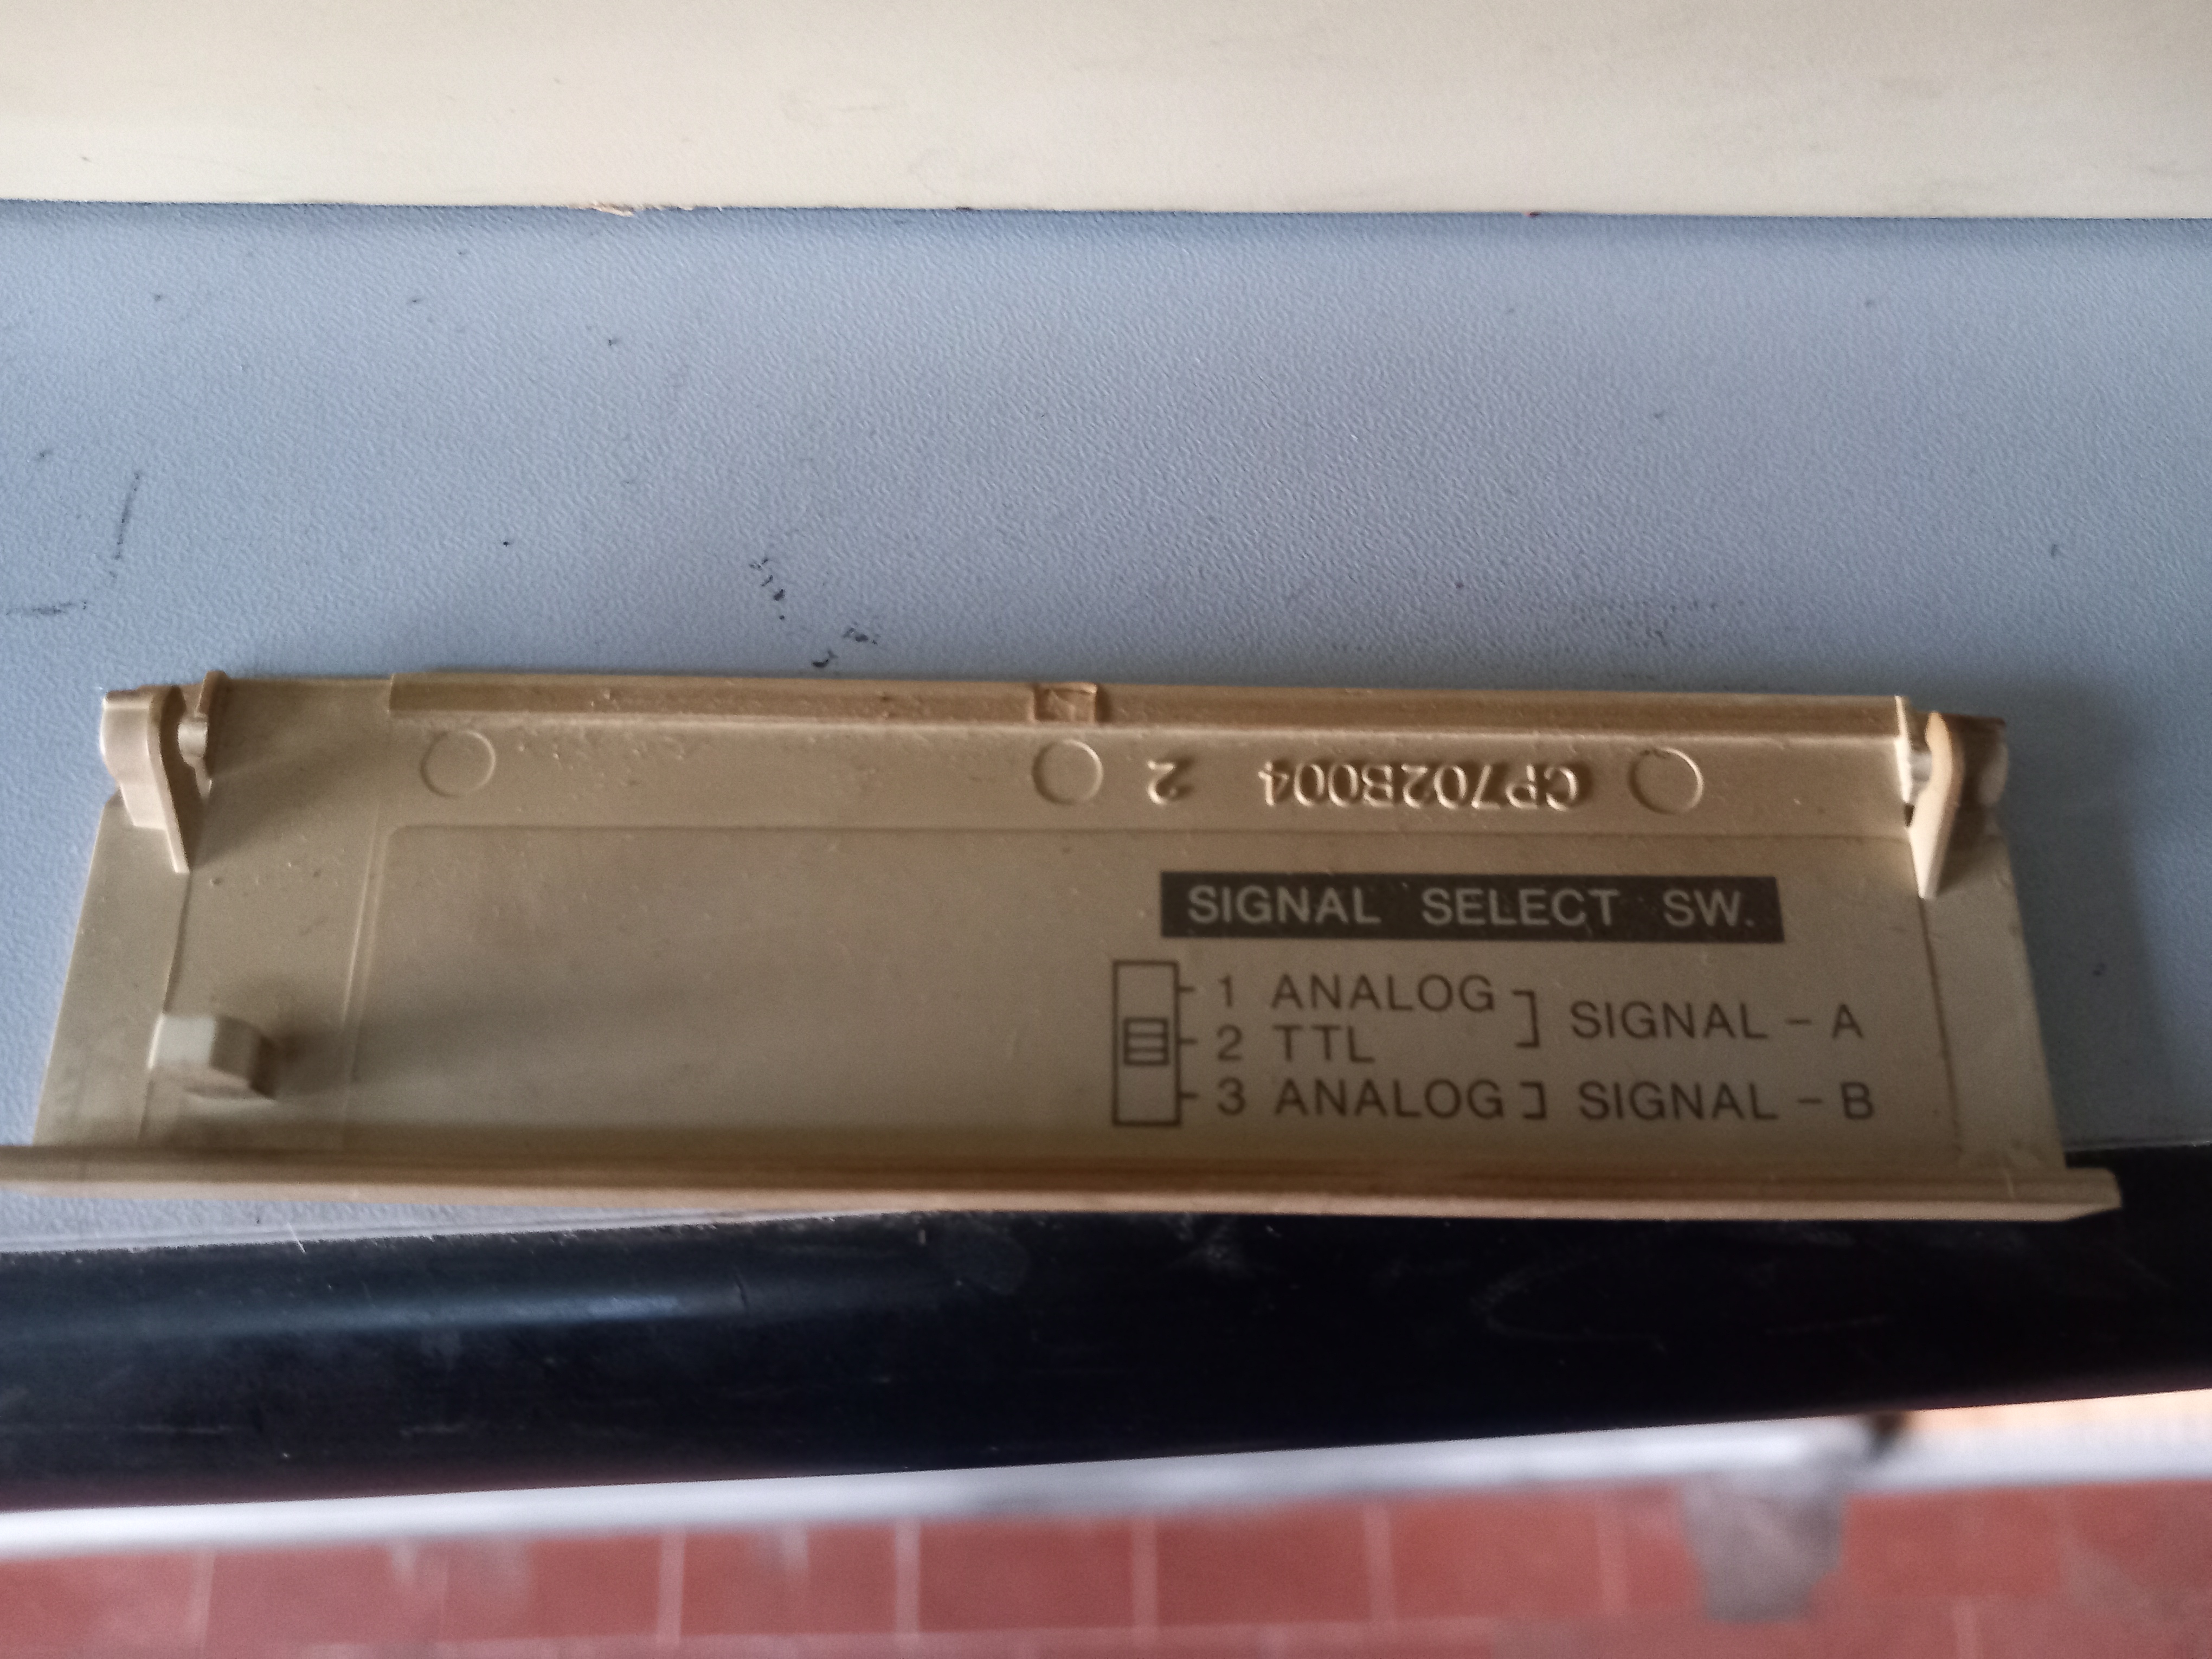 CP702B004 2
SIGNAL SELECT SW.
1 ANALOG ] SIGNAL - A
2 TTL
3 ANALOG ] SIGNAL - B